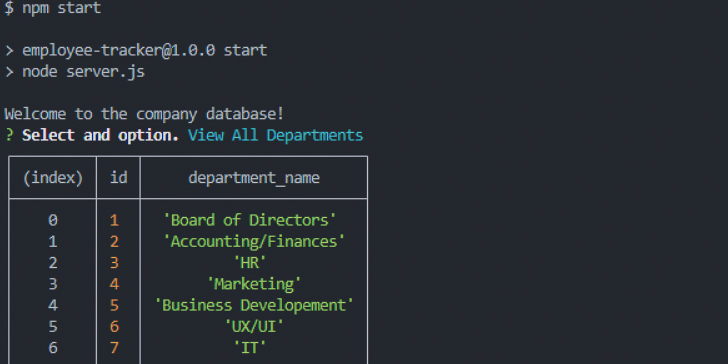 $ npm start
> employee-tracker@1.0.0 start
> node server.js
Welcome to the company database!
? Select and option. View All Departments
(index) id department_name
0 1 'Board of Directors'
1 2 'Accounting/Finances'
2 3 'HR'
3 4 'Marketing'
4 5 'Business Developement'
5 6 'UX/UI'
6 7 'IT'